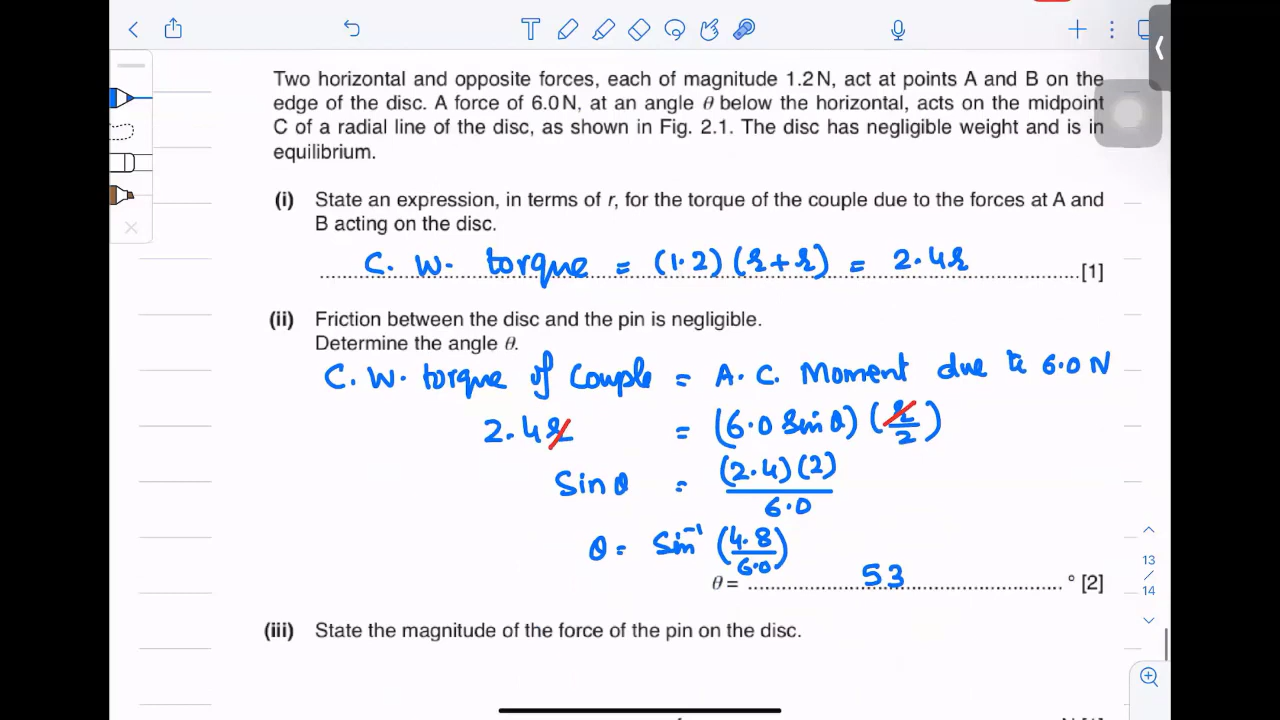 Two horizontal and opposite forces, each of magnitude 1.2 N, act at points A and B on the
edge of the disc. A force of 6.0 N, at an angle θ below the horizontal, acts on the midpoint
C of a radial line of the disc, as shown in Fig. 2.1. The disc has negligible weight and is in
equilibrium.
(i) State an expression, in terms of r, for the torque of the couple due to the forces at A and
B acting on the disc.
C. W. torque = (1.2) (r + r) = 2.4r [1]
(ii) Friction between the disc and the pin is negligible.
Determine the angle θ.
C. W. torque of Couple = A. C. Moment due to 6.0 N
2.4r = (6.0 Sin θ) (r/2)
Sin θ = (2.4) (2) / 6.0
θ = Sin⁻¹ (4.8/6.0)
θ = 53 ° [2]
(iii) State the magnitude of the force of the pin on the disc.
13
/
14